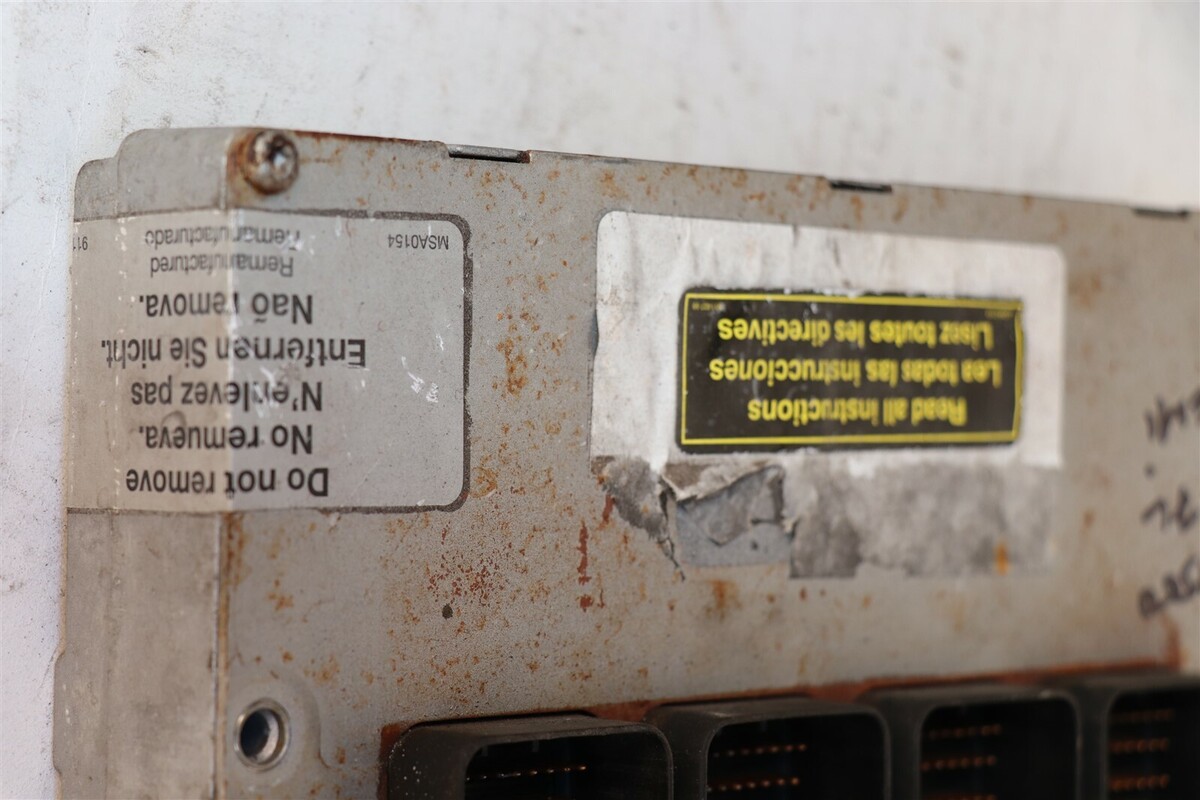 Do not remove
No remueva.
N'enlevez pas
Entfernen Sie nicht.
Naõ remova.
Remanufactured
Remanufacturado
MSA0154
Read all instructions
Lea todas las instrucciones
Lisez toutes les directives